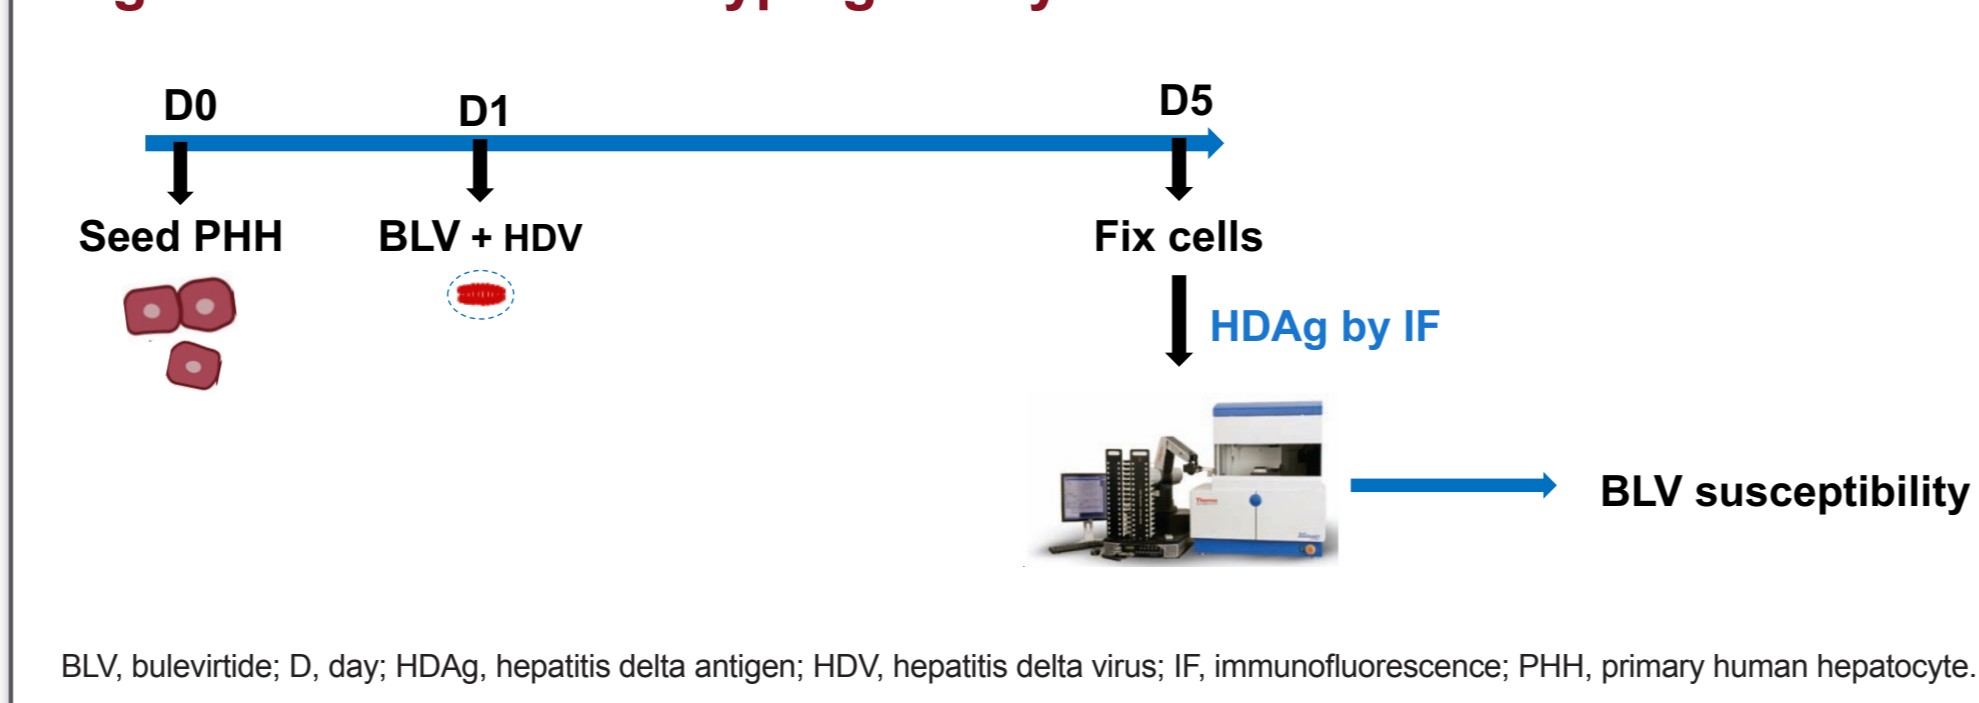 D0
D1
D5
Seed PHH
BLV + HDV
Fix cells
HDAg by IF
Thermo
BLV susceptibility
BLV, bulevirtide; D, day; HDAg, hepatitis delta antigen; HDV, hepatitis delta virus; IF, immunofluorescence; PHH, primary human hepatocyte.